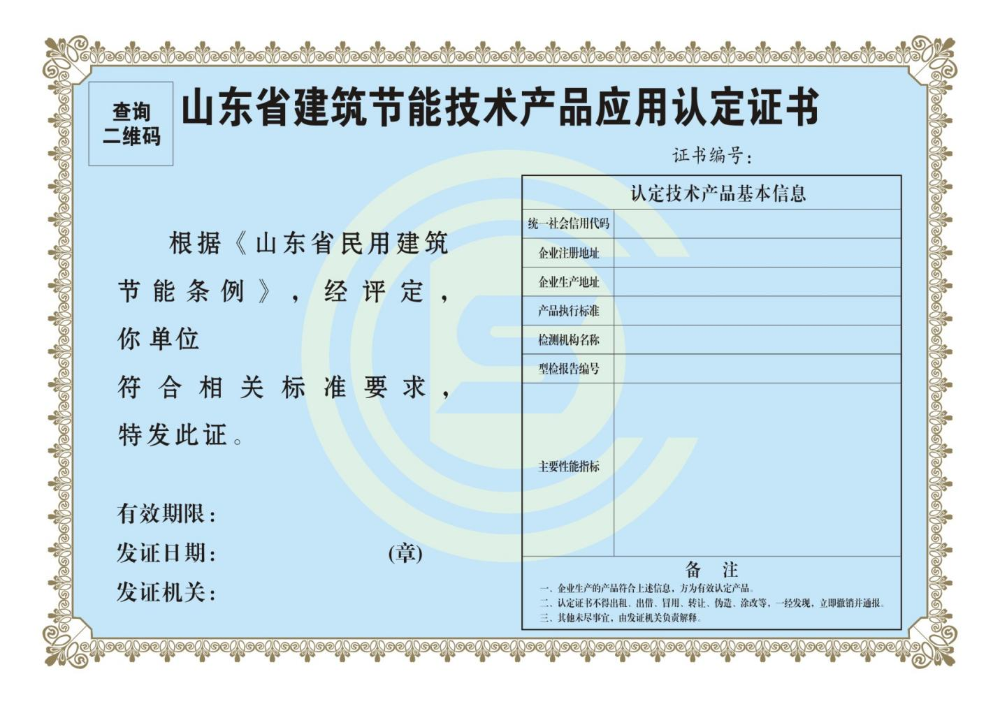 查询
二维码
山东省建筑节能技术产品应用认定证书
证书编号：
根据《山东省民用建筑
节能条例》，经评定，
你单位
符合相关标准要求，
特发此证。
有效期限：
发证日期：
(章)
发证机关：
认定技术产品基本信息
统一社会信用代码
企业注册地址
企业生产地址
产品执行标准
检测机构名称
型检报告编号
主要性能指标
备 注
一、企业生产的产品符合上述信息，方为有效认定产品。
二、认定证书不得出租、出借、冒用、转让、伪造、涂改等，一经发现，立即撤销并通报。
三、其他未尽事宜，由发证机关负责解释。